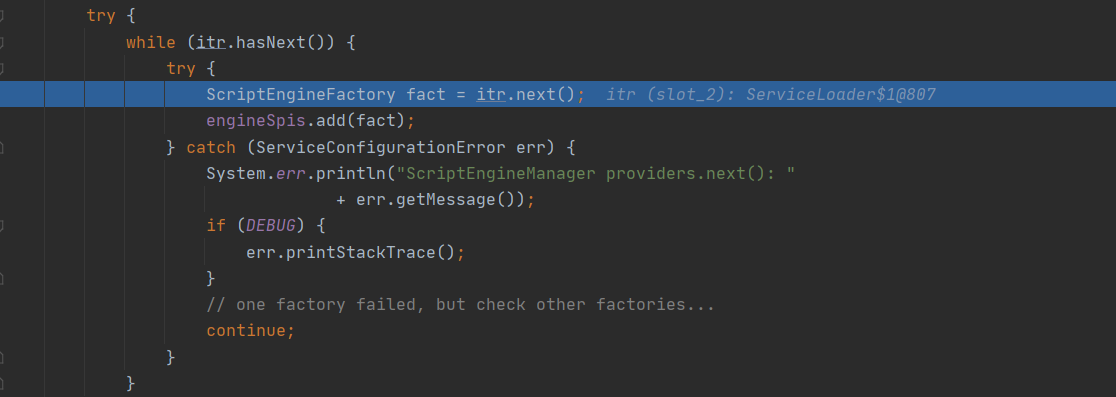 try {
while (itr.hasNext()) {
try {
ScriptEngineFactory fact = itr.next(); itr (slot_2): ServiceLoader$1@807
engineSpis.add(fact);
} catch (ServiceConfigurationError err) {
System.err.println("ScriptEngineManager providers.next(): "
+ err.getMessage());
if (DEBUG) {
err.printStackTrace();
}
// one factory failed, but check other factories...
continue;
}
}